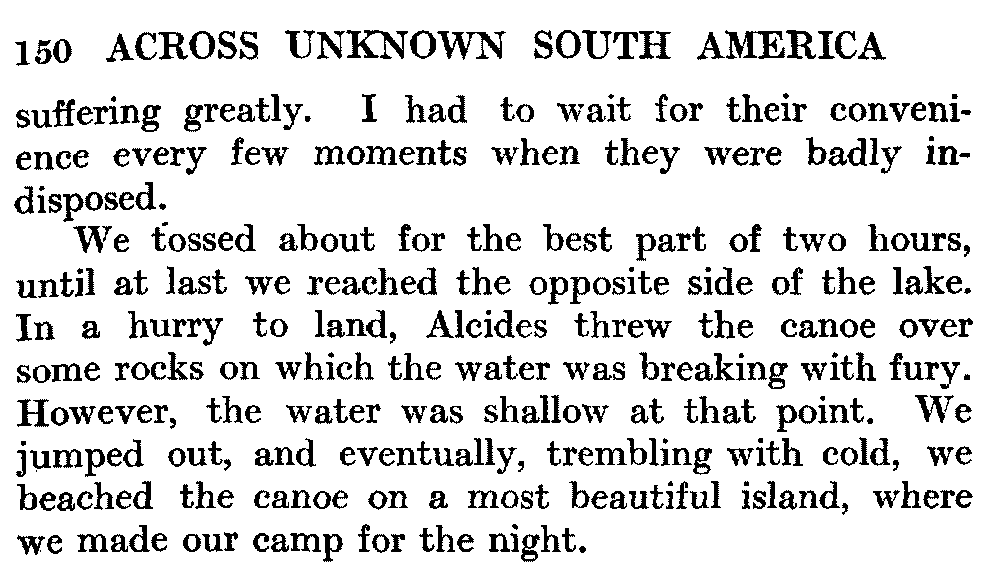 150 ACROSS UNKNOWN SOUTH AMERICA
suffering greatly. I had to wait for their conveni-
ence every few moments when they were badly in-
disposed.
We tossed about for the best part of two hours,
until at last we reached the opposite side of the lake.
In a hurry to land, Alcides threw the canoe over
some rocks on which the water was breaking with fury.
However, the water was shallow at that point. We
jumped out, and eventually, trembling with cold, we
beached the canoe on a most beautiful island, where
we made our camp for the night.